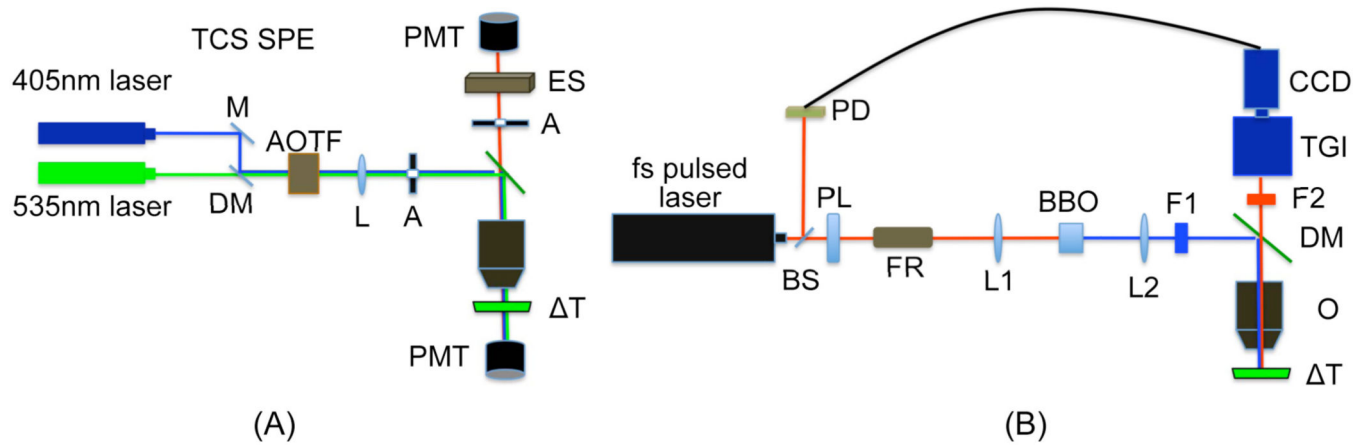 TCS SPE
PMT
405nm laser
M
ES
AOTF
A
535nm laser
DM
L
A
ΔT
PMT
(A)
CCD
PD
TGI
fs pulsed
laser
PL
BBO
F1
F2
DM
BS
FR
L1
L2
O
ΔT
(B)